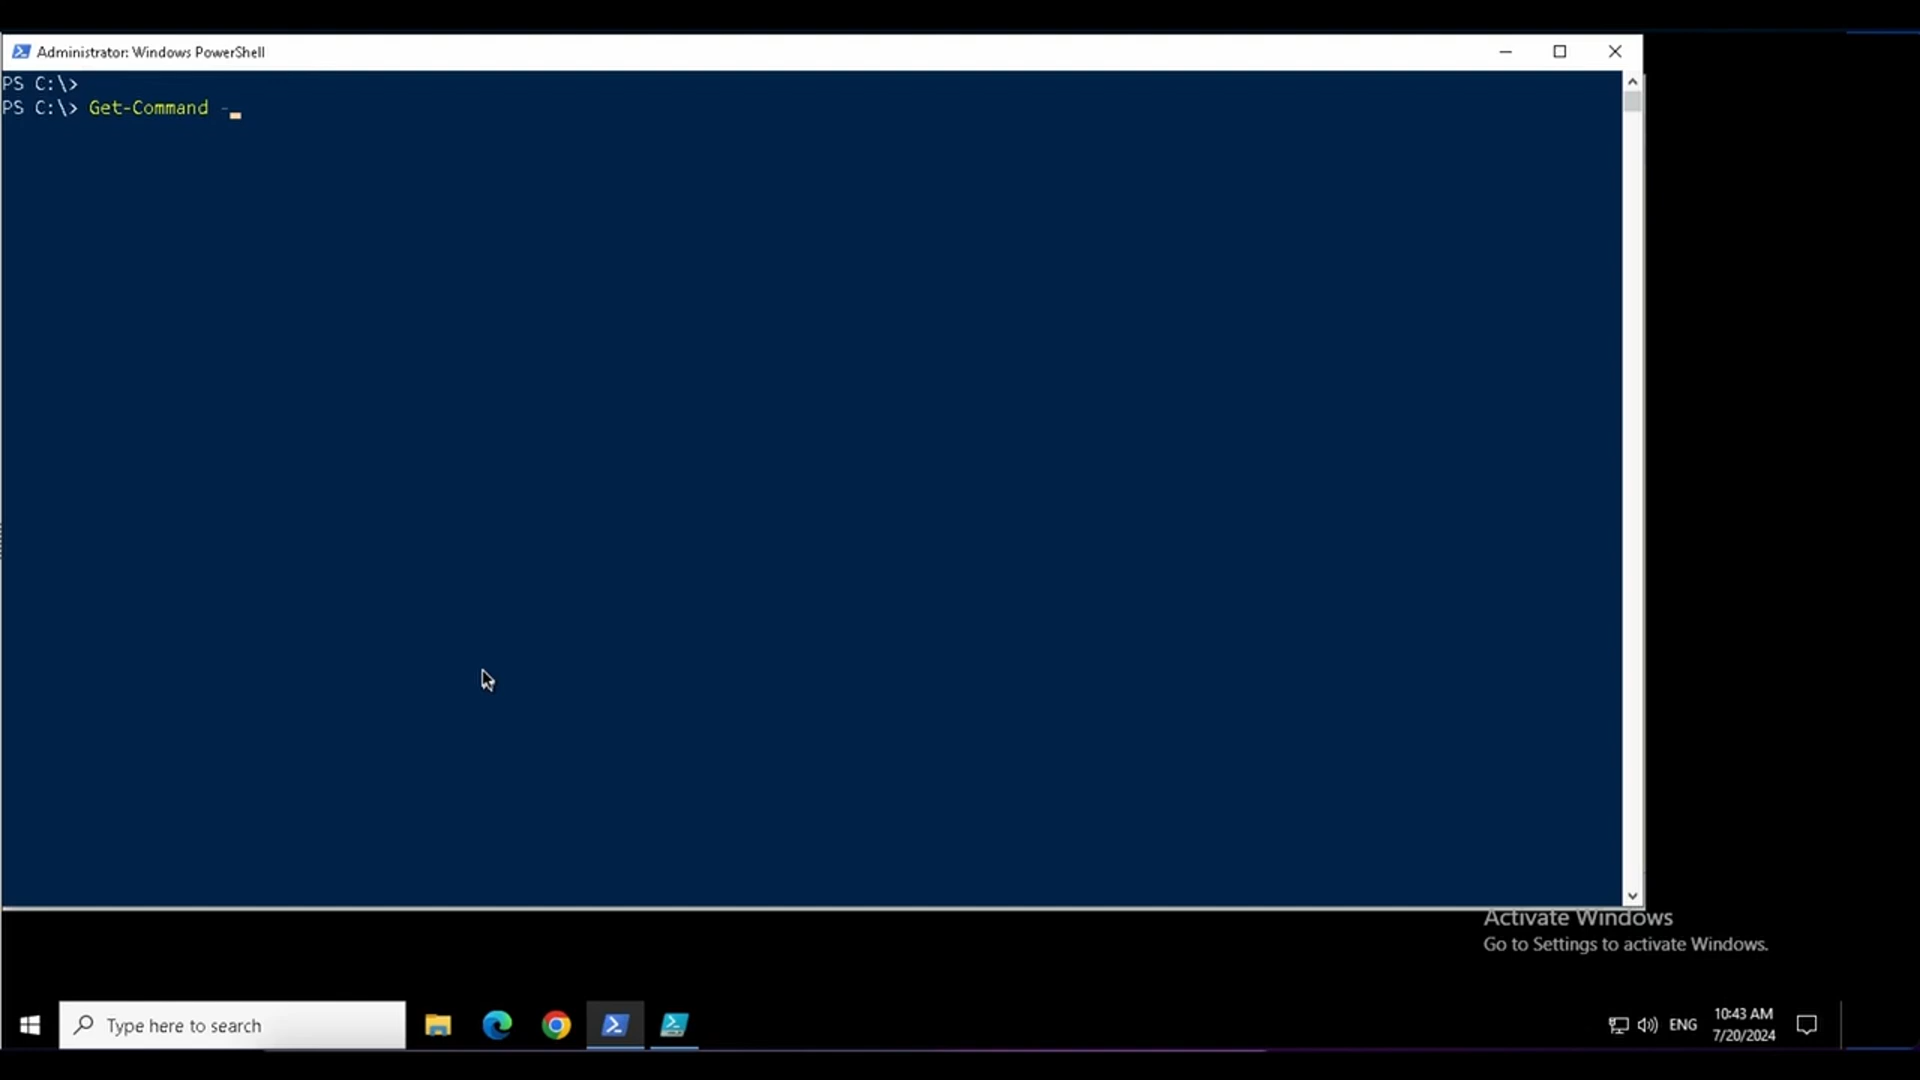 Administrator: Windows PowerShell
PS C:\>
PS C:\> Get-Command -
Activate Windows
Go to Settings to activate Windows.
Type here to search
ENG
10:43 AM
7/20/2024